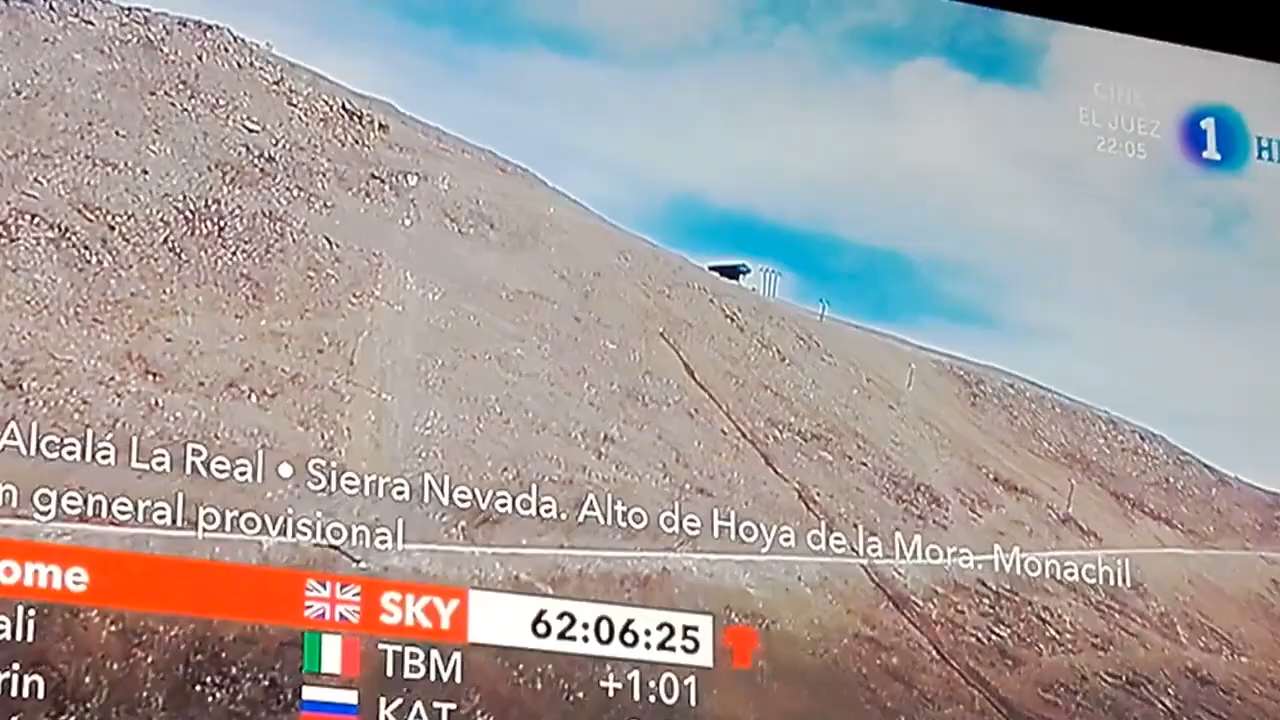 CINE
EL JUEZ
22:05
1
Alcalá La Real • Sierra Nevada. Alto de Hoya de la Mora. Monachil
n general provisional
ome SKY 62:06:25
ali TBM +1:01
rin KAT